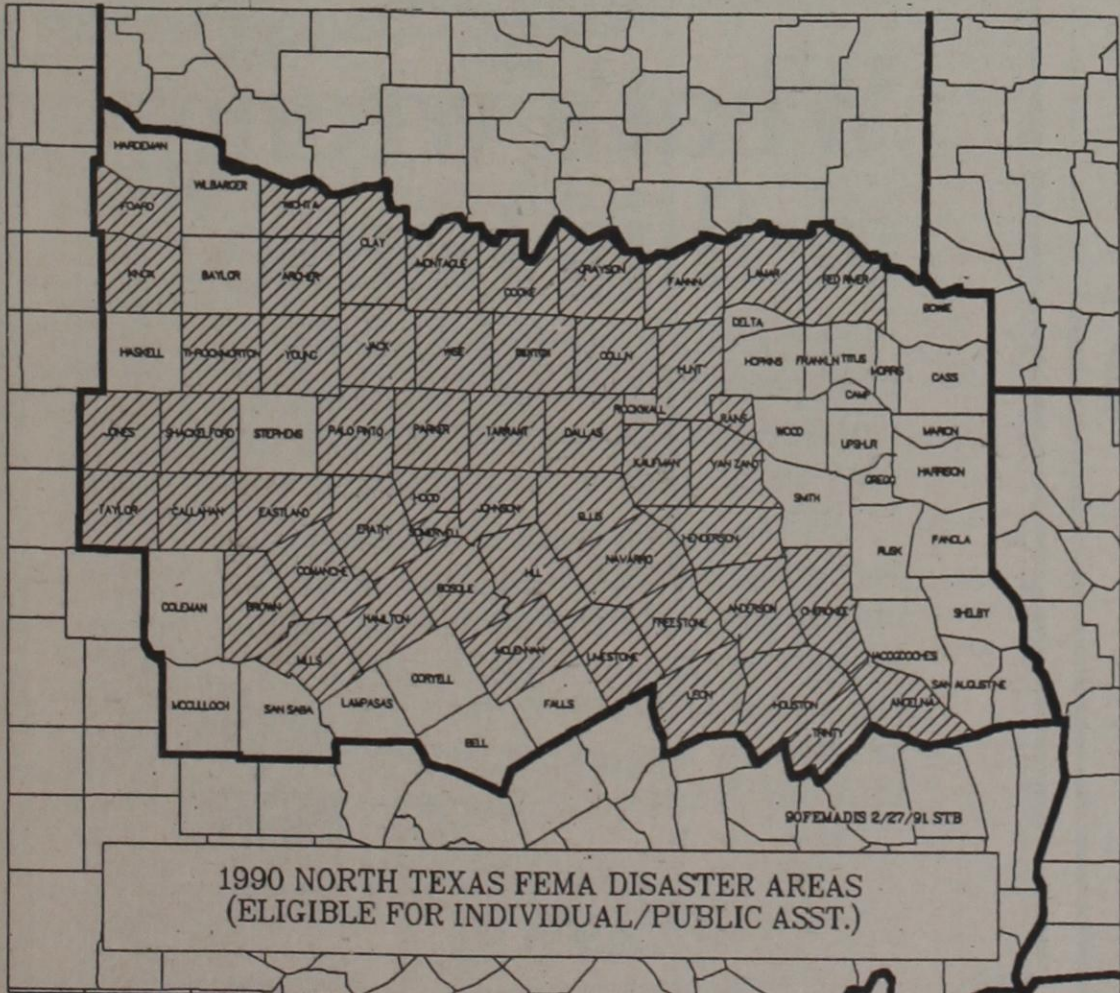 HARDEMAN
WILBARGER
FOARD
WICHITA
CLAY
KNOX
BAYLOR
ARCHER
MONTAGUE
COOKE
GRAYSON
FANNIN
LAMAR
RED RIVER
BOWIE
DELTA
HASKELL
THROCKMORTON
YOUNG
JACK
WISE
DENTON
COLLIN
HUNT
HOPKINS
FRANKLIN
TITUS
MORRIS
CASS
CAMP
ROCKWALL
RAINS
JONES
SHACKELFORD
STEPHENS
PALO PINTO
PARKER
TARRANT
DALLAS
WOOD
UPSHUR
MARION
KAUFMAN
VAN ZANDT
HARRISON
GREGG
SMITH
TAYLOR
CALLAHAN
EASTLAND
HOOD
JOHNSON
ELLIS
ERATH
SOMERVELL
HENDERSON
PANOLA
RUSK
NAVARRO
COMANCHE
HILL
BOSQUE
COLEMAN
BROWN
HAMILTON
ANDERSON
CHEROKEE
SHELBY
FREESTONE
MCLENNAN
LIMESTONE
NACOGDOCHES
MILLS
CORYELL
SAN AUGUSTINE
LEON
MCCULLOCH
SAN SABA
LAMPASAS
FALLS
HOUSTON
ANGELINA
TRINITY
BELL
90FEMADIS 2/27/91 STB
1990 NORTH TEXAS FEMA DISASTER AREAS
(ELIGIBLE FOR INDIVIDUAL/PUBLIC ASST.)